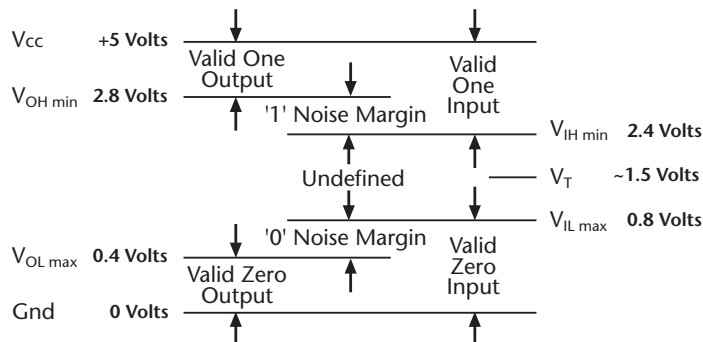 Vcc +5 Volts
Valid One
Output
Valid
One
Input
VOH min 2.8 Volts
'1' Noise Margin
VIH min 2.4 Volts
Undefined
VT ~1.5 Volts
VIL max 0.8 Volts
'0' Noise Margin
VOL max 0.4 Volts
Valid Zero
Output
Valid
Zero
Input
Gnd 0 Volts